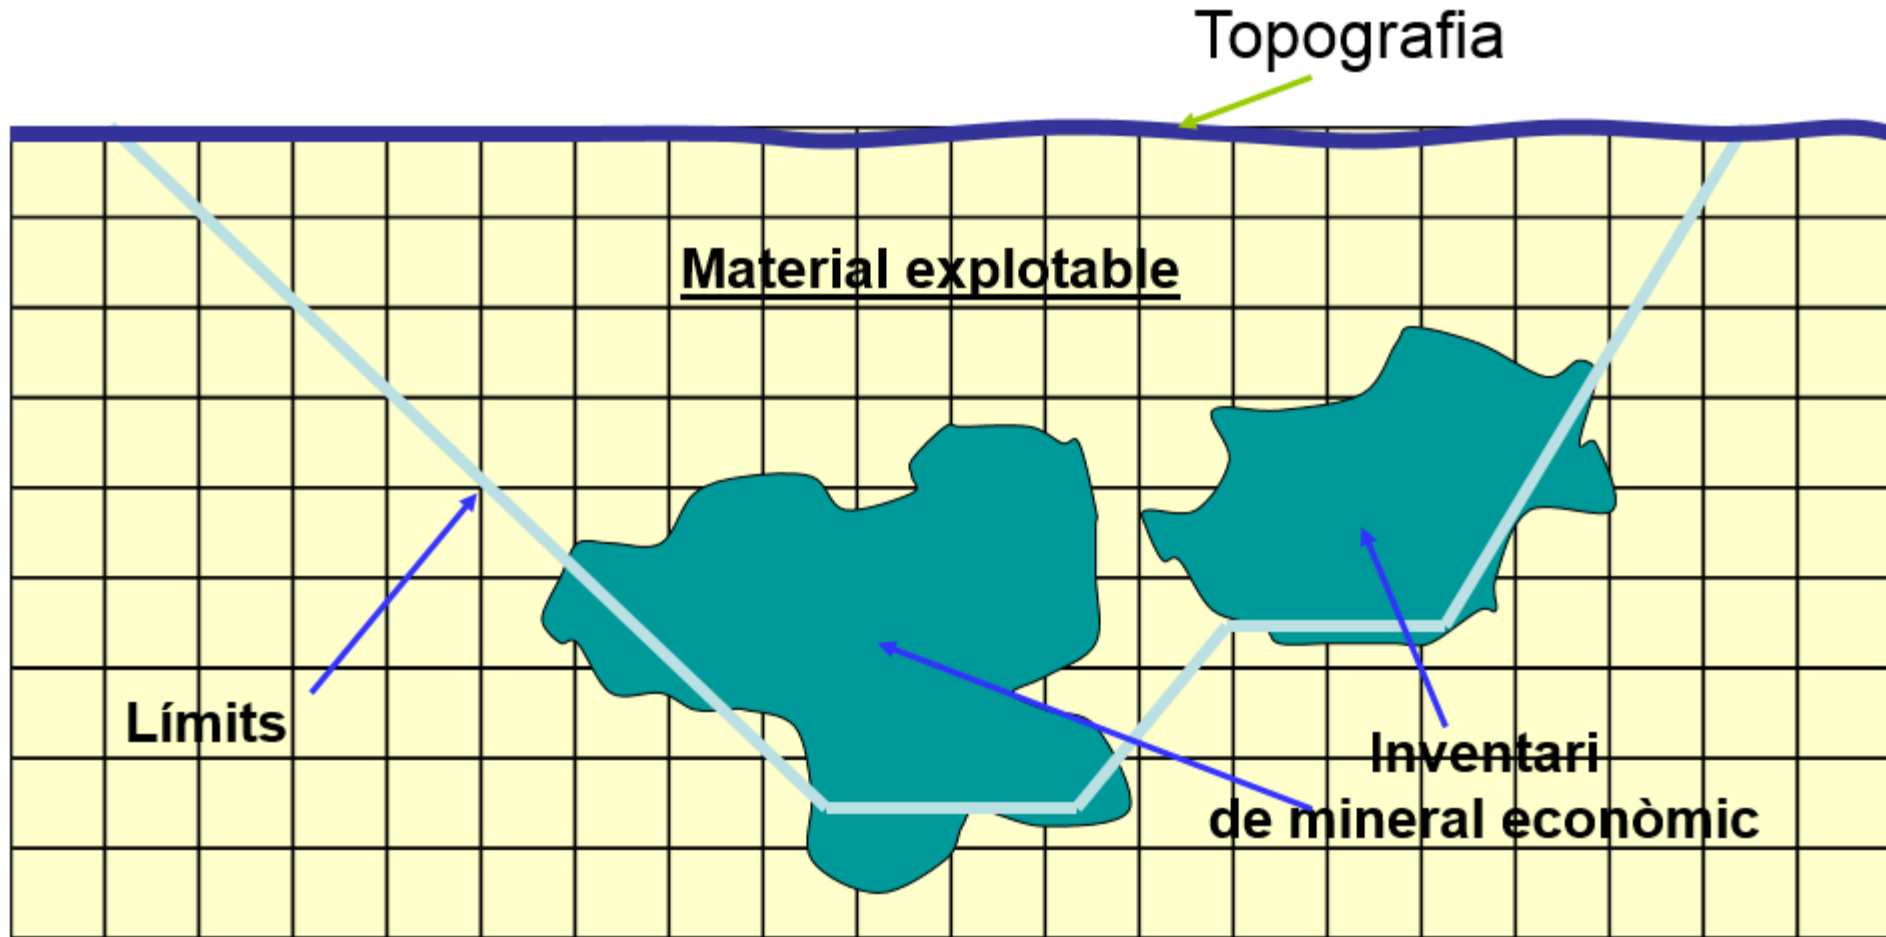 Topografia
Material explotable
Límits
Inventari
de mineral econòmic